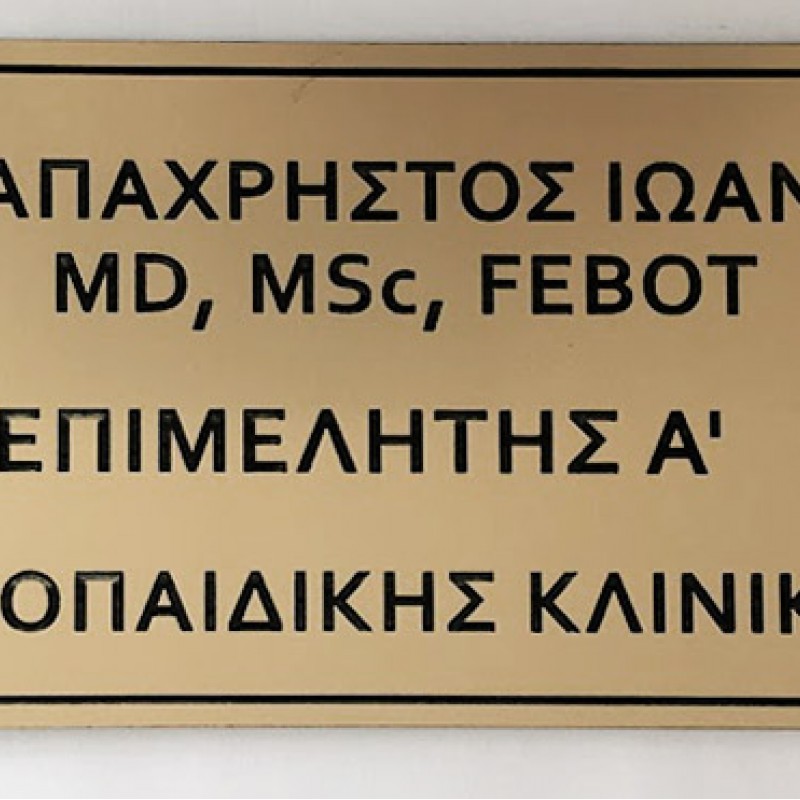 ΑΠΑΧΡΗΣΤΟΣ ΙΩΑΝ
MD, MSc, FEBOT
ΕΠΙΜΕΛΗΤΗΣ Α'
ΟΠΑΙΔΙΚΗΣ ΚΛΙΝΙΚ